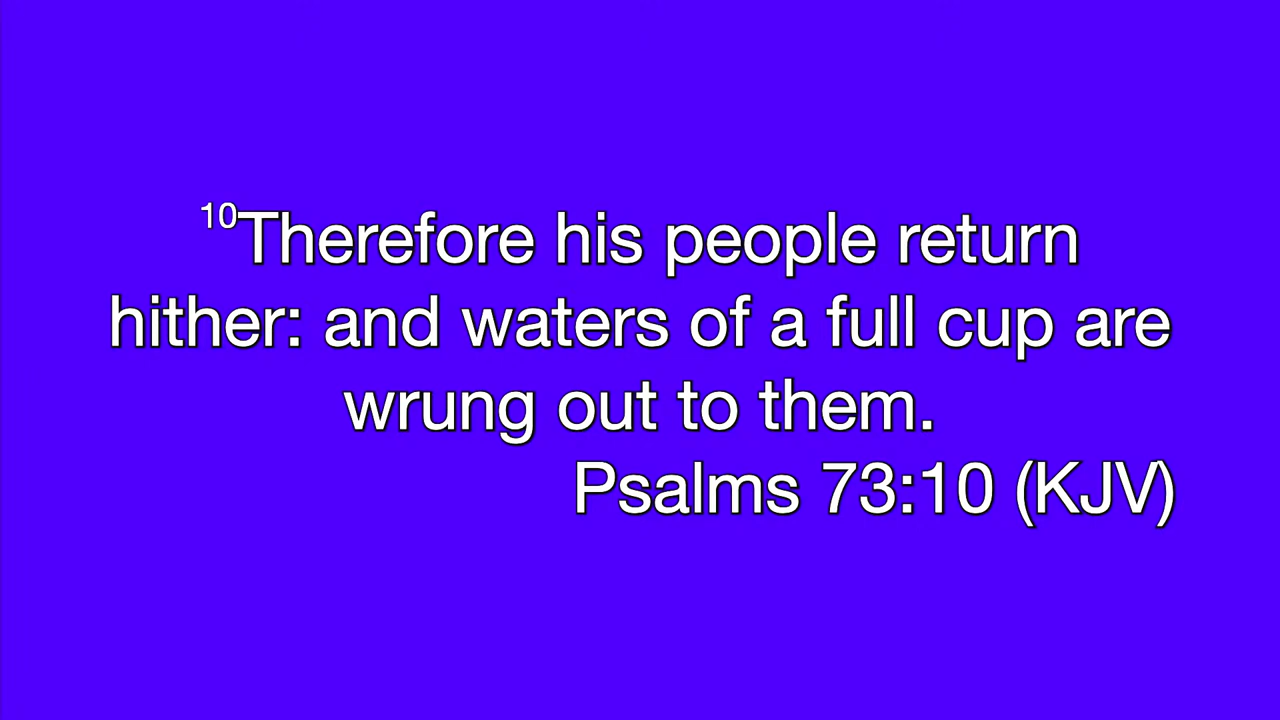 10Therefore his people return
hither: and waters of a full cup are
wrung out to them.
Psalms 73:10 (KJV)